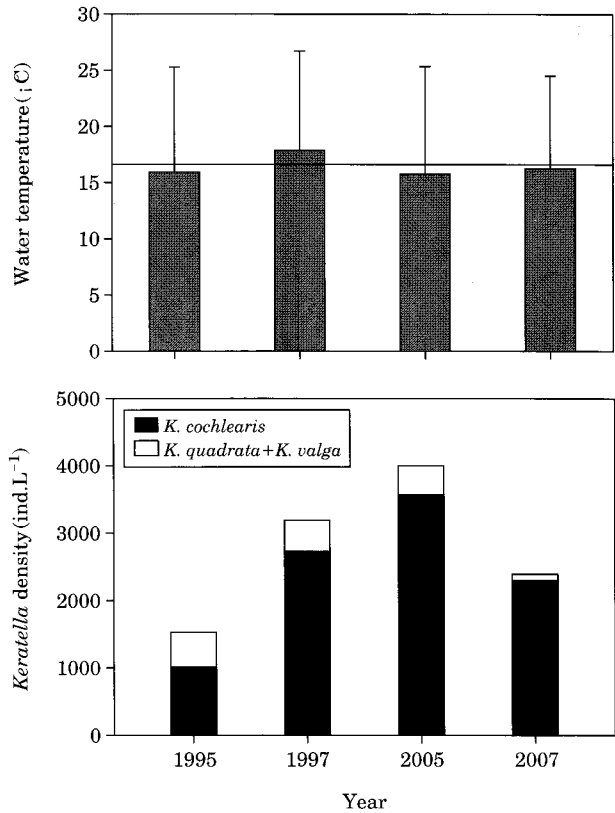 Water temperature (¡C)
30
25
20
15
10
5
0
Keratella density (ind.L⁻¹)
5000
4000
3000
2000
1000
0
K. cochlearis
K. quadrata+K. valga
1995 1997 2005 2007
Year